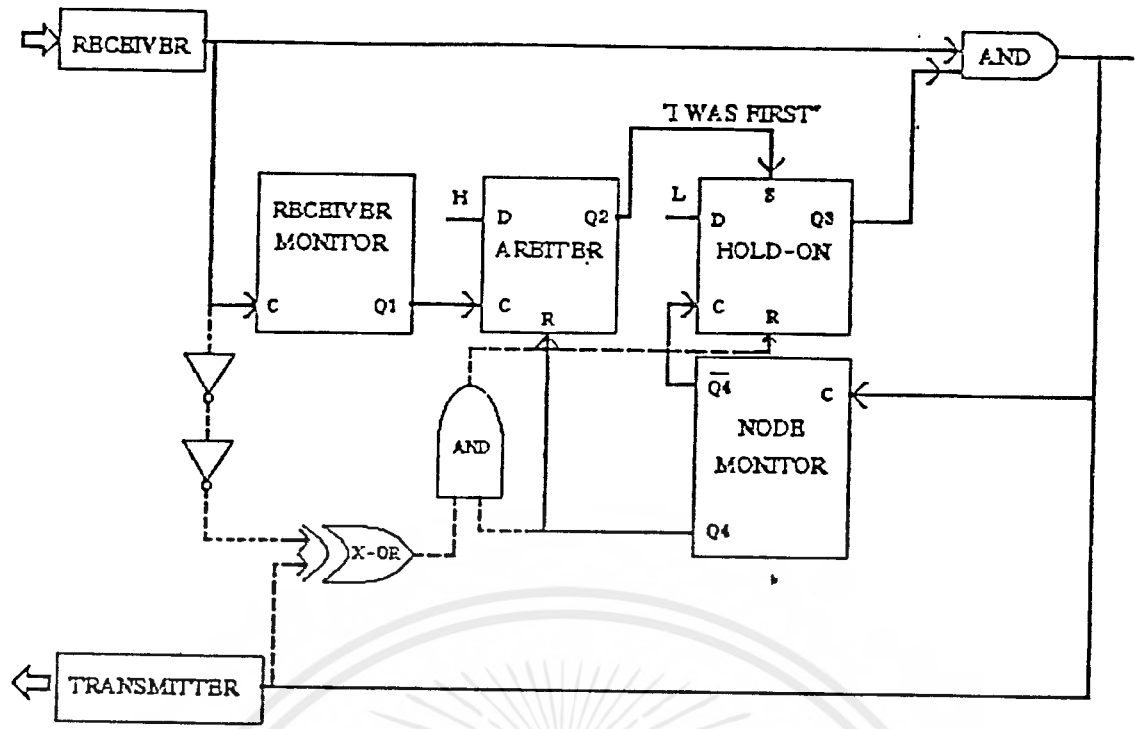 RECEIVER
AND
"I WAS FIRST"
RECEIVER
MONITOR
C
Q1
H
D
Q2
ARBITER
C
R
L
D
S
Q3
HOLD-ON
C
R
Q4
C
NODE
MONITOR
Q4
AND
X-OR
TRANSMITTER